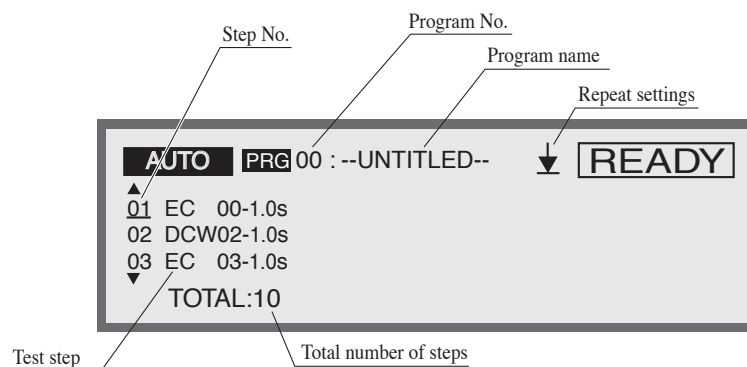 Program No.
Step No.
Program name
Repeat settings
AUTO PRG 00 : --UNTITLED-- READY
01 EC 00-1.0s
02 DCW02-1.0s
03 EC 03-1.0s
TOTAL:10
Test step
Total number of steps